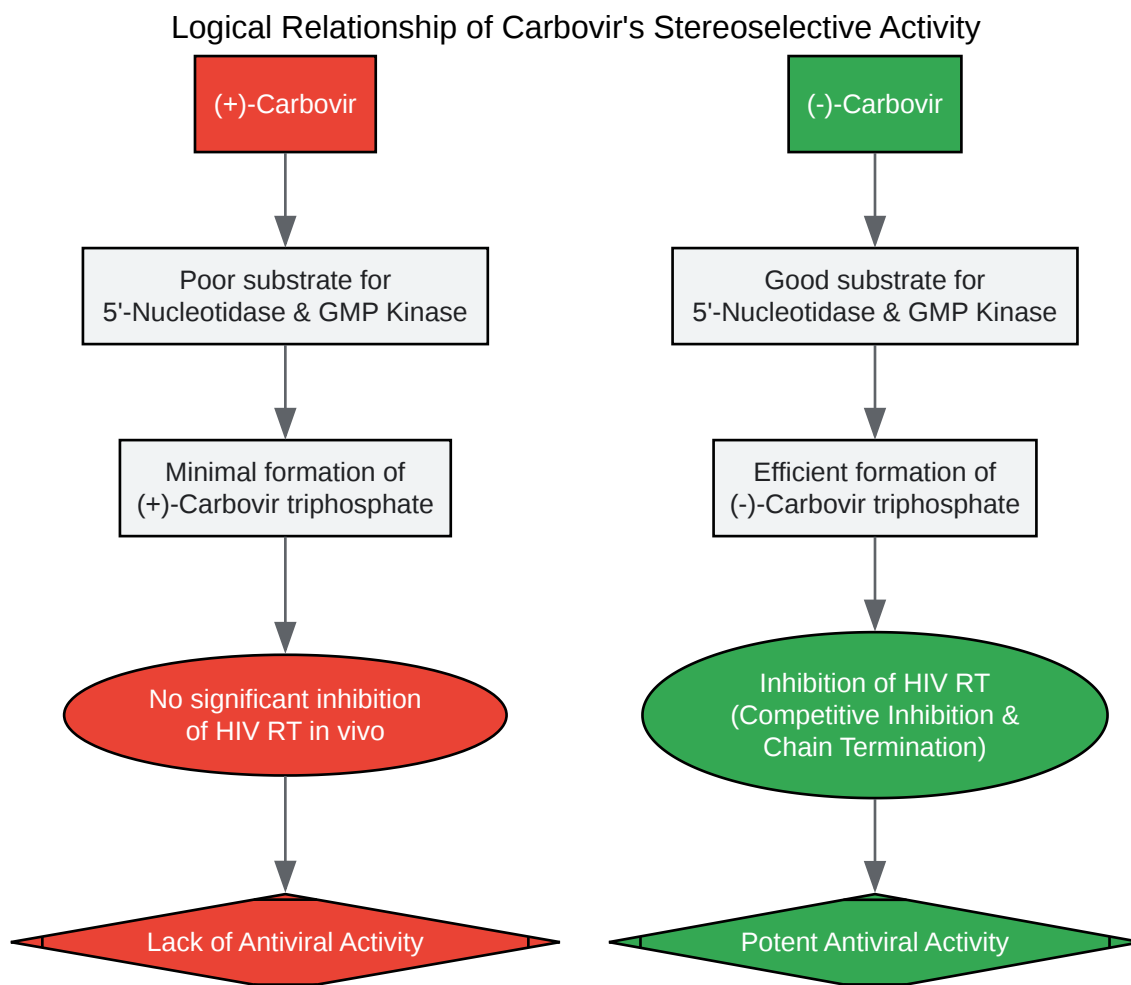 Logical Relationship of Carbovir's Stereoselective Activity
(+)-Carbovir
Poor substrate for
5'-Nucleotidase & GMP Kinase
Minimal formation of
(+)-Carbovir triphosphate
No significant inhibition
of HIV RT in vivo
Lack of Antiviral Activity
(-)-Carbovir
Good substrate for
5'-Nucleotidase & GMP Kinase
Efficient formation of
(-)-Carbovir triphosphate
Inhibition of HIV RT
(Competitive Inhibition &
Chain Termination)
Potent Antiviral Activity